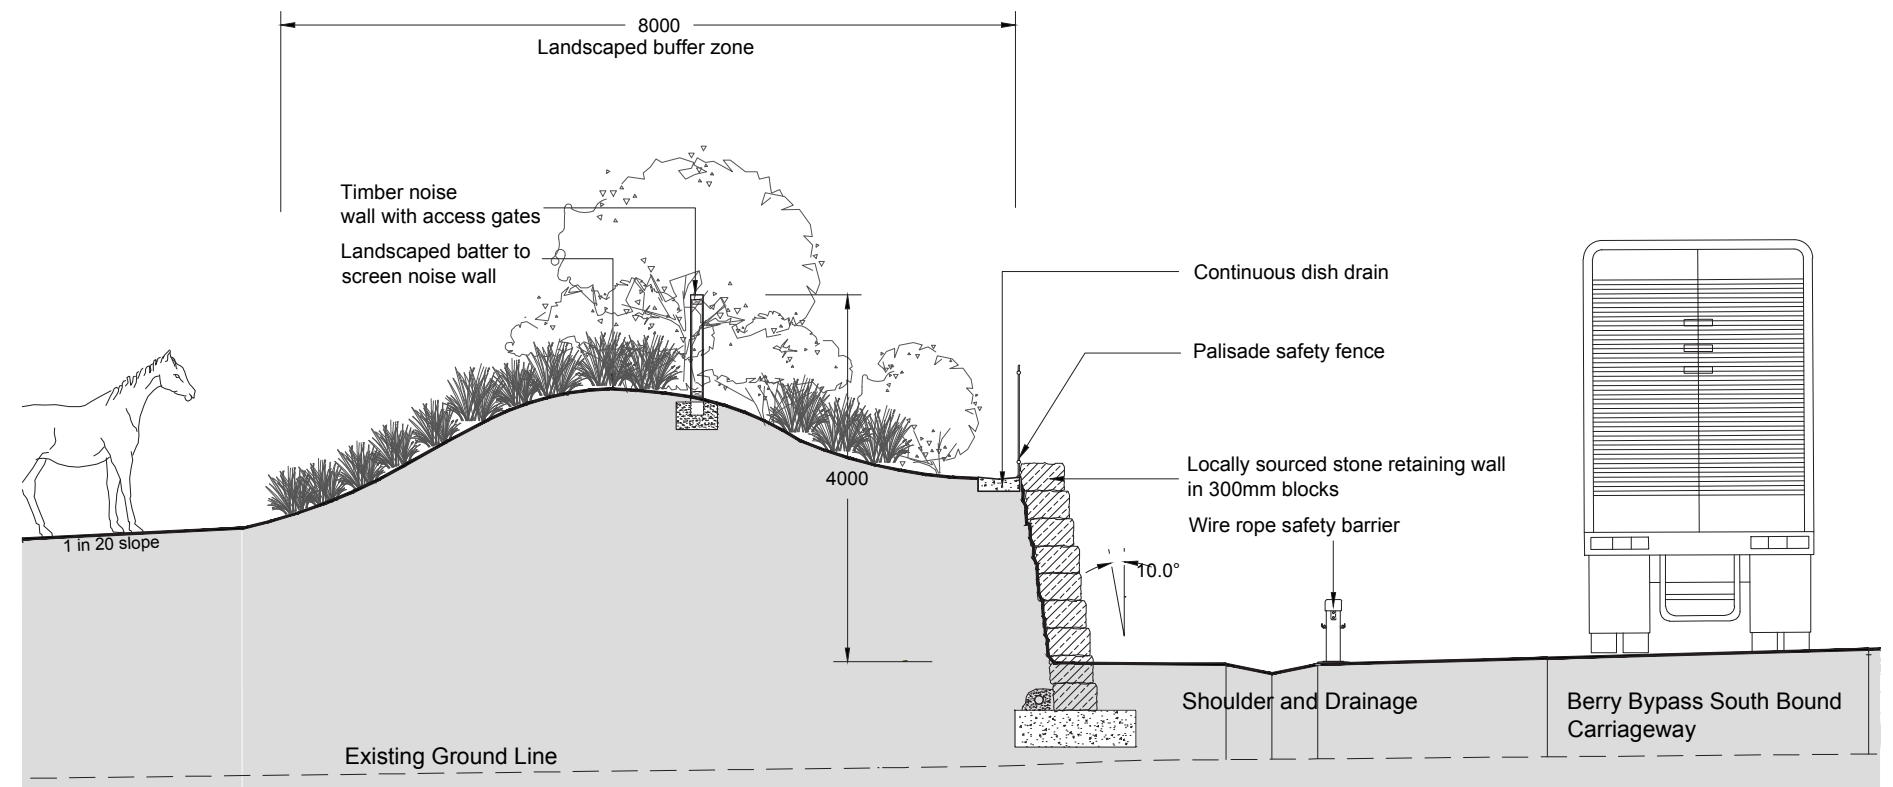 8000
Landscaped buffer zone
Timber noise
wall with access gates
Landscaped batter to
screen noise wall
Continuous dish drain
Palisade safety fence
4000
Locally sourced stone retaining wall
in 300mm blocks
Wire rope safety barrier
1 in 20 slope
10.0°
Shoulder and Drainage
Berry Bypass South Bound
Carriageway
Existing Ground Line